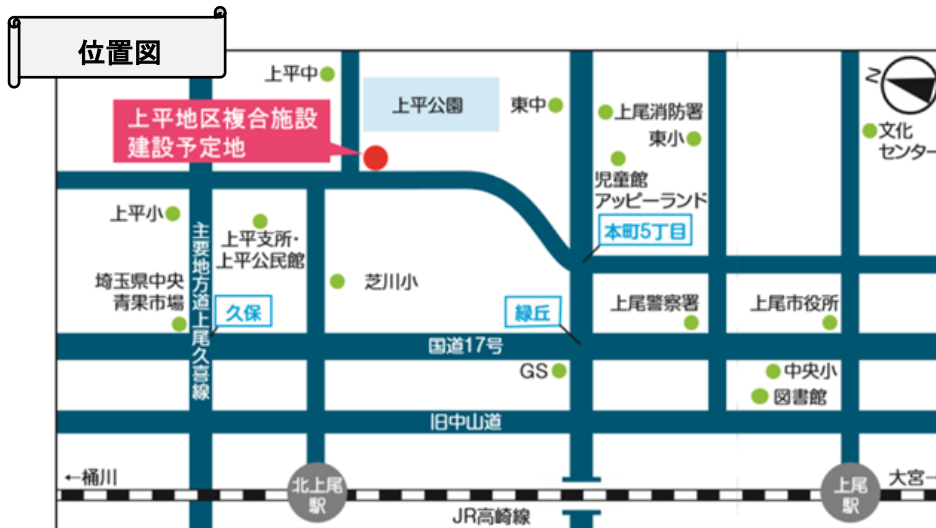 位置図
上平中
上平公園
東中
上尾消防署
東小
N
文化
センター
上平地区複合施設
建設予定地
児童館
アッピーランド
上平小
主要地方道上尾久喜線
上平支所・
上平公民館
本町5丁目
埼玉県中央
青果市場
芝川小
久保
緑丘
上尾警察署
上尾市役所
国道17号
GS
中央小
図書館
旧中山道
←桶川
北上尾
駅
上尾
駅
大宮→
JR高崎線